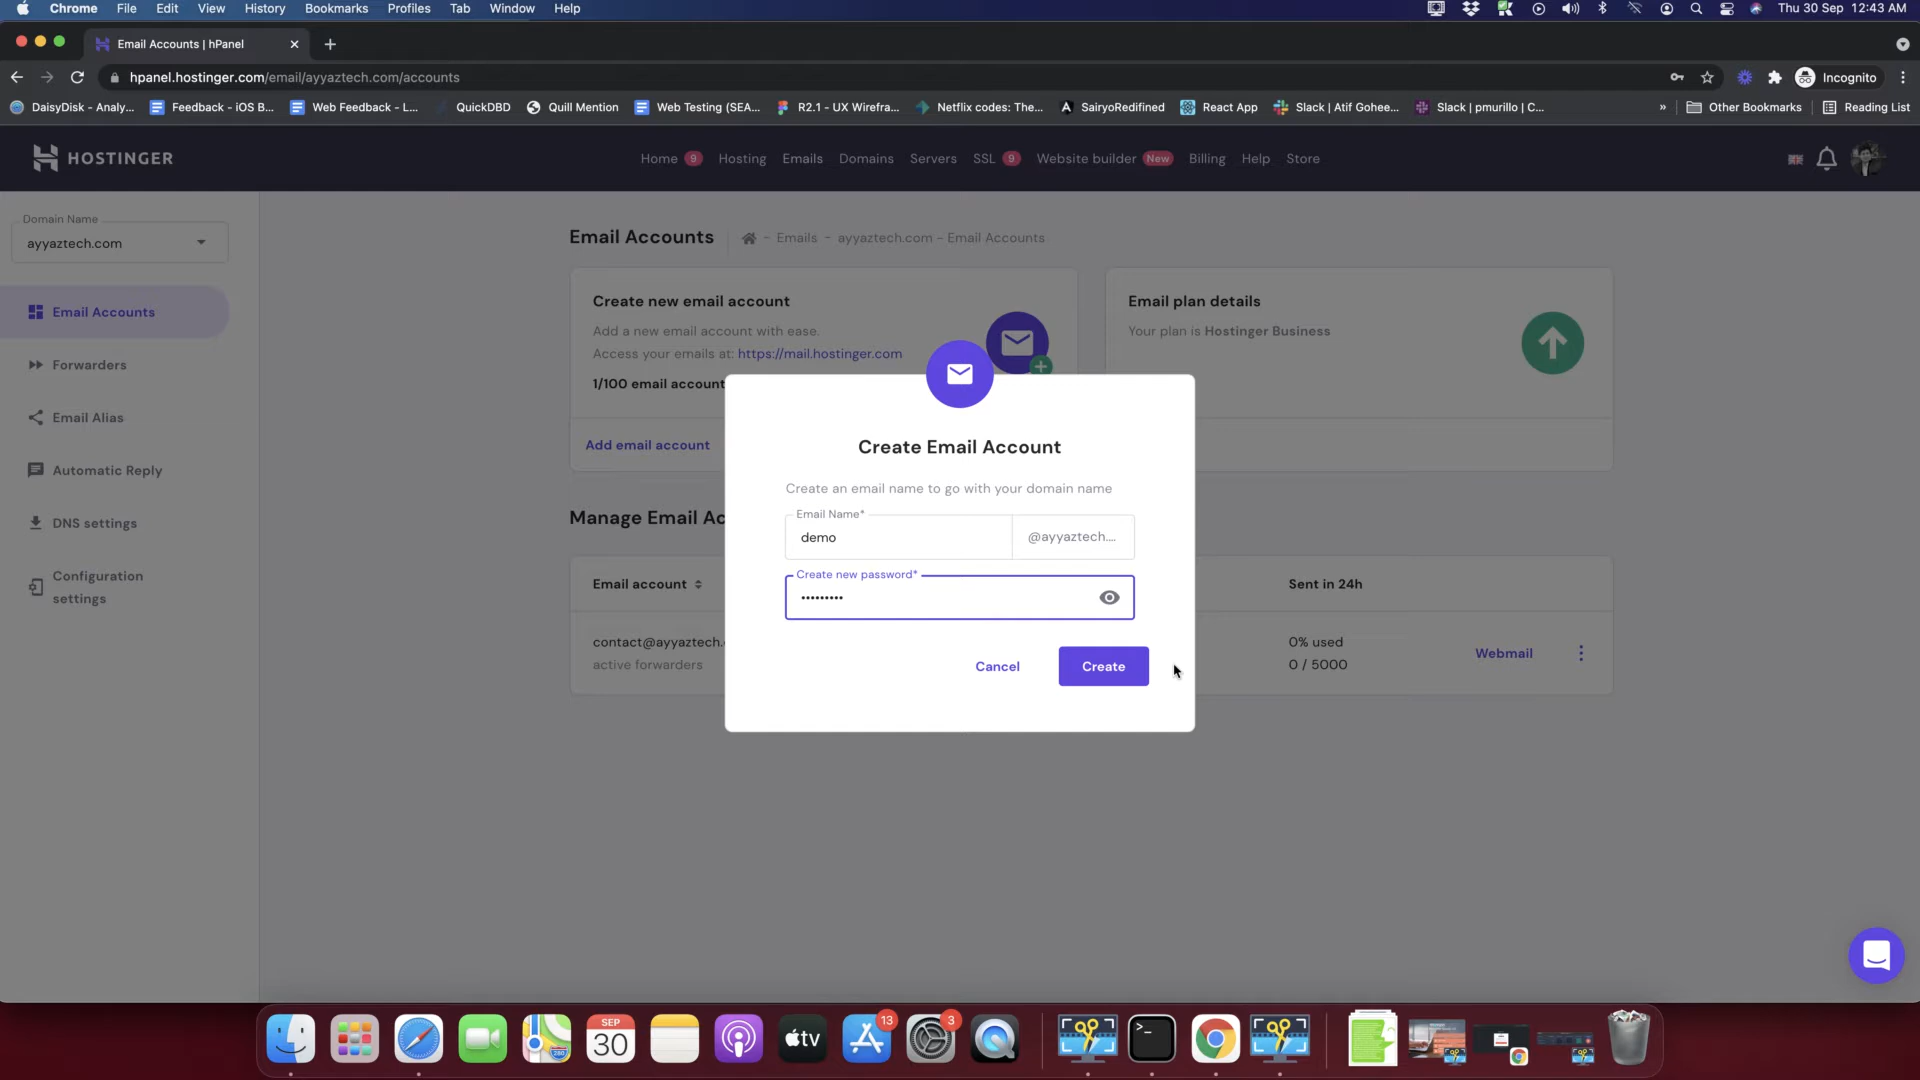 Chrome File Edit View History Bookmarks Profiles Tab Window Help Thu 30 Sep 12:43 AM
Email Accounts | hPanel
hpanel.hostinger.com/email/ayyaztech.com/accounts Incognito
DaisyDisk - Analy... Feedback - iOS B... Web Feedback - L... QuickDBD Quill Mention Web Testing (SEA... R2.1 - UX Wirefra... Netflix codes: The... SairyoRedifined React App Slack | Atif Gohee... Slack | pmurillo | C... » Other Bookmarks Reading List
HOSTINGER Home 9 Hosting Emails Domains Servers SSL 9 Website builder New Billing Help Store
Domain Name
ayyaztech.com
Email Accounts
Forwarders
Email Alias
Automatic Reply
DNS settings
Configuration
settings
Email Accounts - Emails - ayyaztech.com - Email Accounts
Create new email account
Add a new email account with ease.
Access your emails at: https://mail.hostinger.com
1/100 email account
Add email account
Email plan details
Your plan is Hostinger Business
Manage Email Ac
Email account Sent in 24h
contact@ayyaztech. 0% used Webmail
active forwarders 0 / 5000
Create Email Account
Create an email name to go with your domain name
Email Name*
demo @ayyaztech....
Create new password*
•••••••••
Cancel Create
SEP
30
tv
13
3
>_